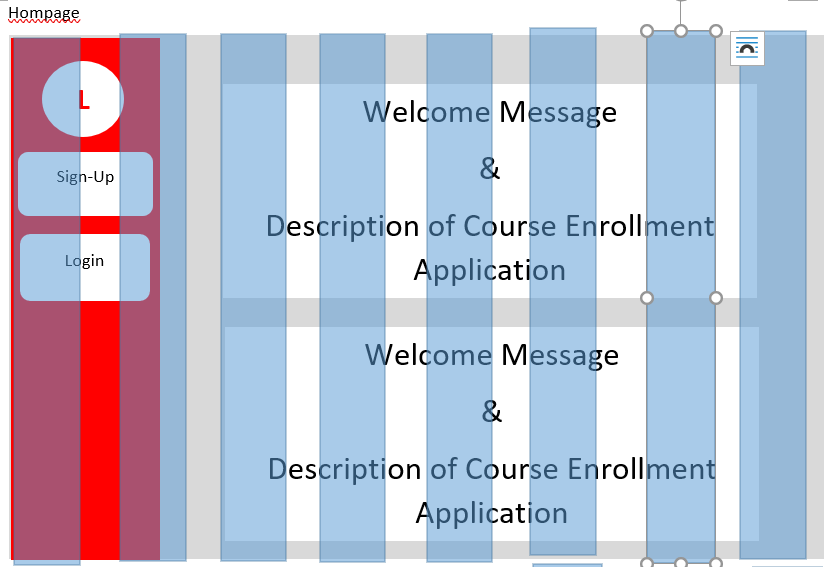 Hompage
L
Sign-Up
Login
Welcome Message
&
Description of Course Enrollment
Application
Welcome Message
&
Description of Course Enrollment
Application